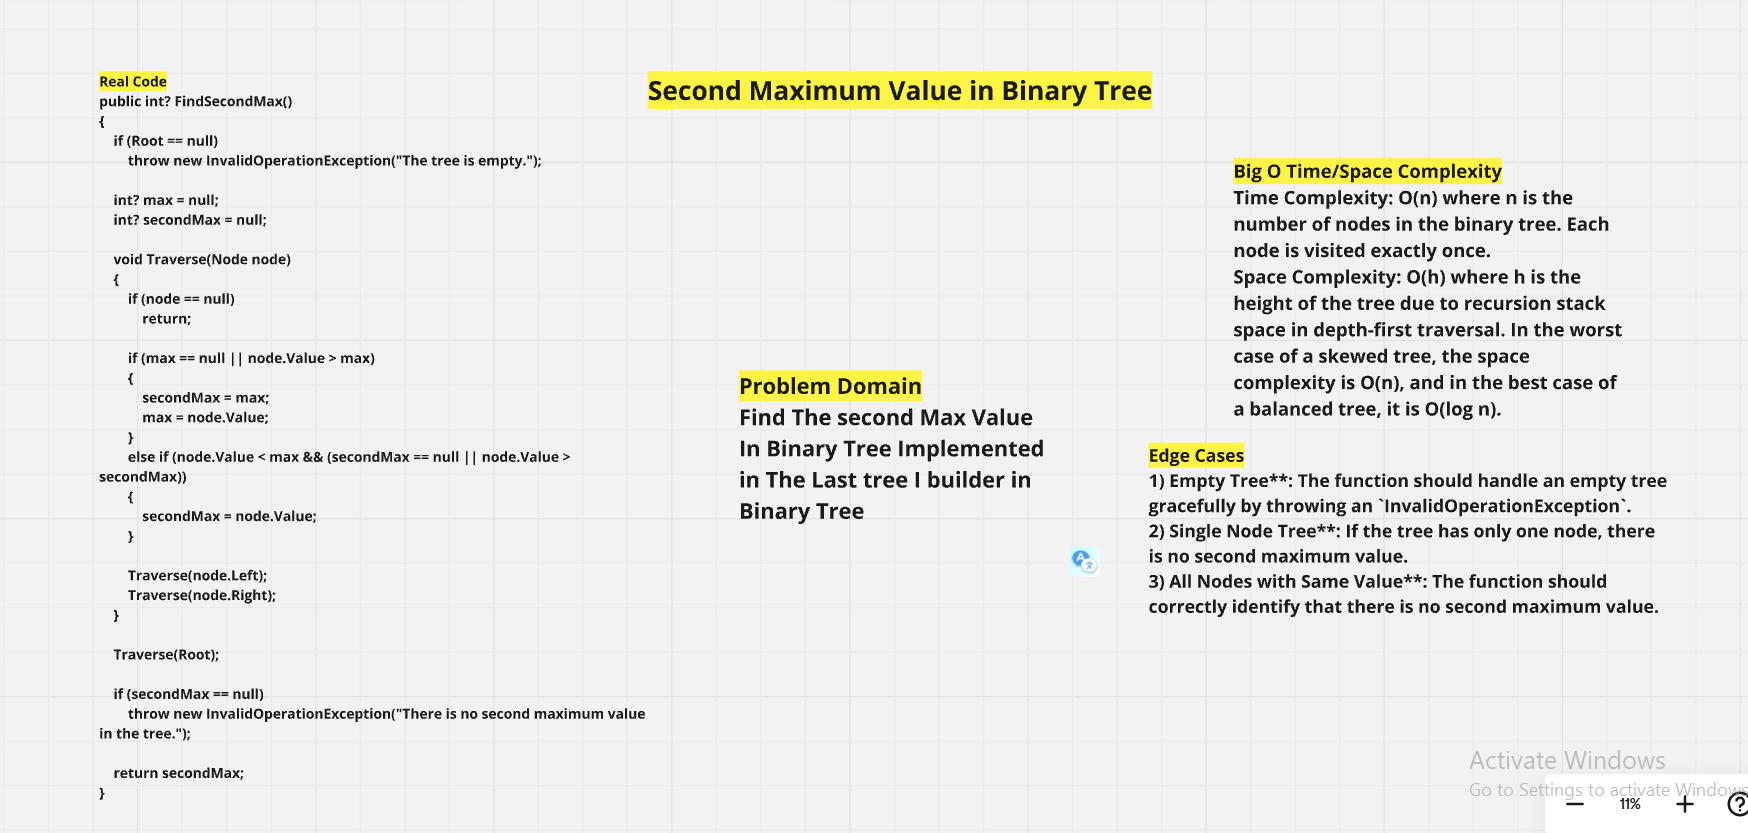 Second Maximum Value in Binary Tree
Real Code
public int? FindSecondMax()
{
if (Root == null)
throw new InvalidOperationException("The tree is empty.");
int? max = null;
int? secondMax = null;
void Traverse(Node node)
{
if (node == null)
return;
if (max == null || node.Value > max)
{
secondMax = max;
max = node.Value;
}
else if (node.Value < max && (secondMax == null || node.Value >
secondMax))
{
secondMax = node.Value;
}
Traverse(node.Left);
Traverse(node.Right);
}
Traverse(Root);
if (secondMax == null)
throw new InvalidOperationException("There is no second maximum value
in the tree.");
return secondMax;
}
Problem Domain
Find The second Max Value
In Binary Tree Implemented
in The Last tree I builder in
Binary Tree
Big O Time/Space Complexity
Time Complexity: O(n) where n is the
number of nodes in the binary tree. Each
node is visited exactly once.
Space Complexity: O(h) where h is the
height of the tree due to recursion stack
space in depth-first traversal. In the worst
case of a skewed tree, the space
complexity is O(n), and in the best case of
a balanced tree, it is O(log n).
Edge Cases
1) Empty Tree**: The function should handle an empty tree
gracefully by throwing an `InvalidOperationException`.
2) Single Node Tree**: If the tree has only one node, there
is no second maximum value.
3) All Nodes with Same Value**: The function should
correctly identify that there is no second maximum value.
Activate Windows
Go to Settings to activate Windows
11%